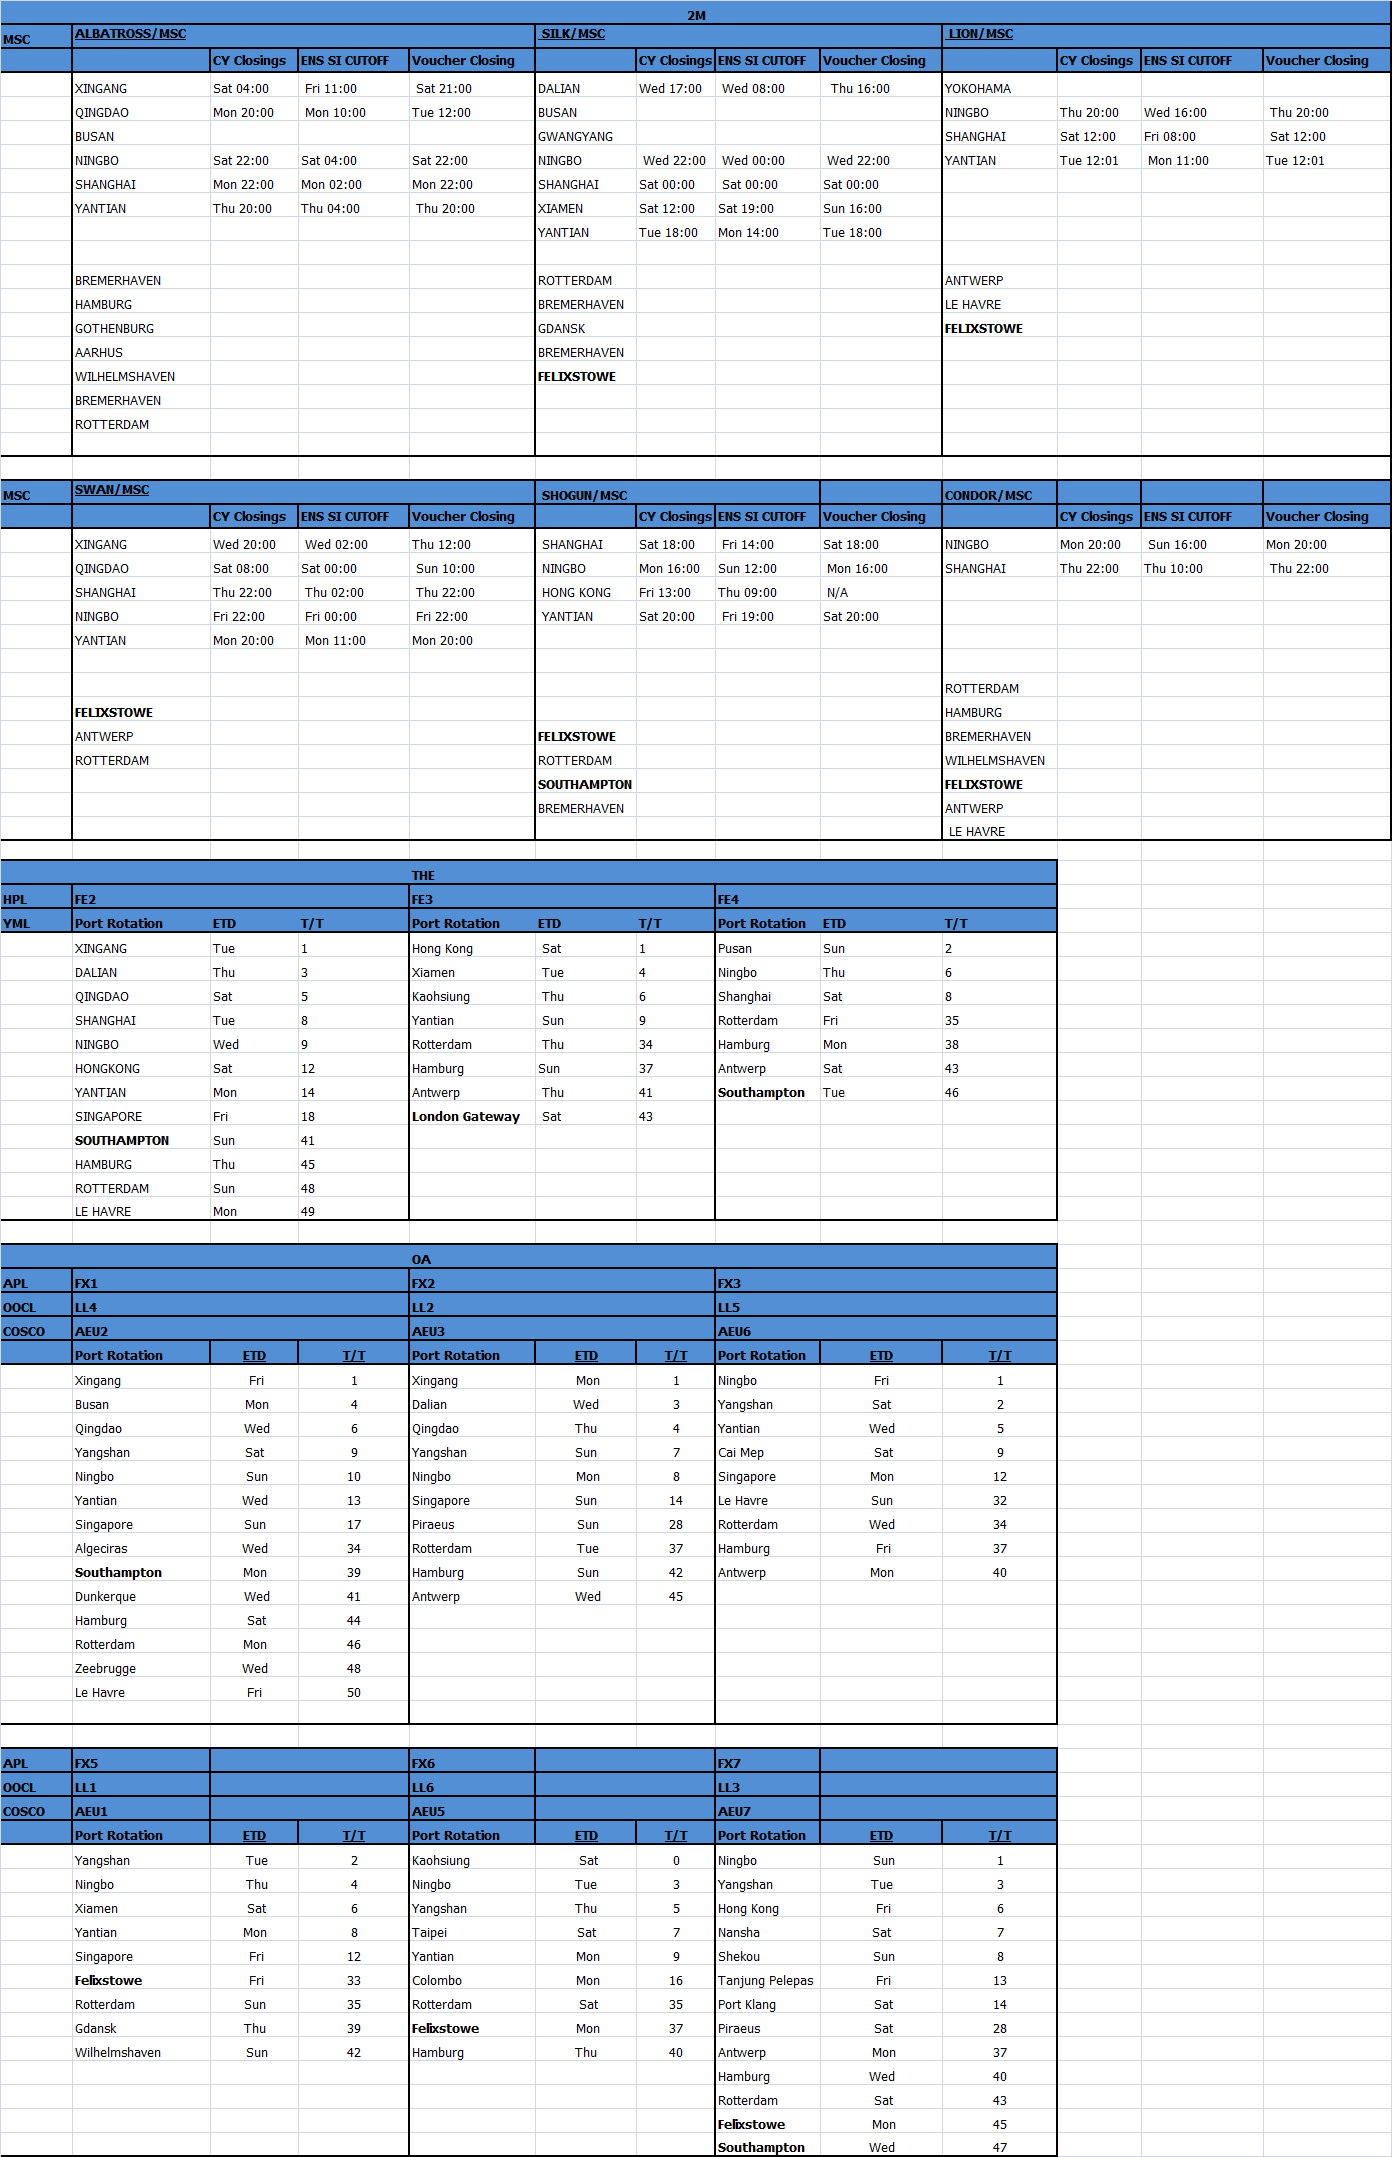 2M
MSC ALBATROSS/MSC SILK/MSC LION/MSC
CY Closings ENS SI CUTOFF Voucher Closing CY Closings ENS SI CUTOFF Voucher Closing CY Closings ENS SI CUTOFF Voucher Closing
XINGANG Sat 04:00 Fri 11:00 Sat 21:00 DALIAN Wed 17:00 Wed 08:00 Thu 16:00 YOKOHAMA
QINGDAO Mon 20:00 Mon 10:00 Tue 12:00 BUSAN NINGBO Thu 20:00 Wed 16:00 Thu 20:00
BUSAN GWANGYANG SHANGHAI Sat 12:00 Fri 08:00 Sat 12:00
NINGBO Sat 22:00 Sat 04:00 Sat 22:00 NINGBO Wed 22:00 Wed 00:00 Wed 22:00 YANTIAN Tue 12:01 Mon 11:00 Tue 12:01
SHANGHAI Mon 22:00 Mon 02:00 Mon 22:00 SHANGHAI Sat 00:00 Sat 00:00 Sat 00:00
YANTIAN Thu 20:00 Thu 04:00 Thu 20:00 XIAMEN Sat 12:00 Sat 19:00 Sun 16:00
YANTIAN Tue 18:00 Mon 14:00 Tue 18:00
BREMERHAVEN ROTTERDAM ANTWERP
HAMBURG BREMERHAVEN LE HAVRE
GOTHENBURG GDANSK FELIXSTOWE
AARHUS BREMERHAVEN
WILHELMSHAVEN FELIXSTOWE
BREMERHAVEN
ROTTERDAM
MSC SWAN/MSC SHOGUN/MSC CONDOR/MSC
CY Closings ENS SI CUTOFF Voucher Closing CY Closings ENS SI CUTOFF Voucher Closing CY Closings ENS SI CUTOFF Voucher Closing
XINGANG Wed 20:00 Wed 02:00 Thu 12:00 SHANGHAI Sat 18:00 Fri 14:00 Sat 18:00 NINGBO Mon 20:00 Sun 16:00 Mon 20:00
QINGDAO Sat 08:00 Sat 00:00 Sun 10:00 NINGBO Mon 16:00 Sun 12:00 Mon 16:00 SHANGHAI Thu 22:00 Thu 10:00 Thu 22:00
SHANGHAI Thu 22:00 Thu 02:00 Thu 22:00 HONG KONG Fri 13:00 Thu 09:00 N/A
NINGBO Fri 22:00 Fri 00:00 Fri 22:00 YANTIAN Sat 20:00 Fri 19:00 Sat 20:00
YANTIAN Mon 20:00 Mon 11:00 Mon 20:00
ROTTERDAM
FELIXSTOWE HAMBURG
ANTWERP FELIXSTOWE BREMERHAVEN
ROTTERDAM ROTTERDAM WILHELMSHAVEN
SOUTHAMPTON FELIXSTOWE
BREMERHAVEN ANTWERP
LE HAVRE
THE
HPL FE2 FE3 FE4
YML Port Rotation ETD T/T Port Rotation ETD T/T Port Rotation ETD T/T
XINGANG Tue 1 Hong Kong Sat 1 Pusan Sun 2
DALIAN Thu 3 Xiamen Tue 4 Ningbo Thu 6
QINGDAO Sat 5 Kaohsiung Thu 6 Shanghai Sat 8
SHANGHAI Tue 8 Yantian Sun 9 Rotterdam Fri 35
NINGBO Wed 9 Rotterdam Thu 34 Hamburg Mon 38
HONGKONG Sat 12 Hamburg Sun 37 Antwerp Sat 43
YANTIAN Mon 14 Antwerp Thu 41 Southampton Tue 46
SINGAPORE Fri 18 London Gateway Sat 43
SOUTHAMPTON Sun 41
HAMBURG Thu 45
ROTTERDAM Sun 48
LE HAVRE Mon 49
OA
APL FX1 FX2 FX3
OOCL LL4 LL2 LL5
COSCO AEU2 AEU3 AEU6
Port Rotation ETD T/T Port Rotation ETD T/T Port Rotation ETD T/T
Xingang Fri 1 Xingang Mon 1 Ningbo Fri 1
Busan Mon 4 Dalian Wed 3 Yangshan Sat 2
Qingdao Wed 6 Qingdao Thu 4 Yantian Wed 5
Yangshan Sat 9 Yangshan Sun 7 Cai Mep Sat 9
Ningbo Sun 10 Ningbo Mon 8 Singapore Mon 12
Yantian Wed 13 Singapore Sun 14 Le Havre Sun 32
Singapore Sun 17 Piraeus Sun 28 Rotterdam Wed 34
Algeciras Wed 34 Rotterdam Tue 37 Hamburg Fri 37
Southampton Mon 39 Hamburg Sun 42 Antwerp Mon 40
Dunkerque Wed 41 Antwerp Wed 45
Hamburg Sat 44
Rotterdam Mon 46
Zeebrugge Wed 48
Le Havre Fri 50
APL FX5 FX6 FX7
OOCL LL1 LL6 LL3
COSCO AEU1 AEU5 AEU7
Port Rotation ETD T/T Port Rotation ETD T/T Port Rotation ETD T/T
Yangshan Tue 2 Kaohsiung Sat 0 Ningbo Sun 1
Ningbo Thu 4 Ningbo Tue 3 Yangshan Tue 3
Xiamen Sat 6 Yangshan Thu 5 Hong Kong Fri 6
Yantian Mon 8 Taipei Sat 7 Nansha Sat 7
Singapore Fri 12 Yantian Mon 9 Shekou Sun 8
Felixstowe Fri 33 Colombo Mon 16 Tanjung Pelepas Fri 13
Rotterdam Sun 35 Rotterdam Sat 35 Port Klang Sat 14
Gdansk Thu 39 Felixstowe Mon 37 Piraeus Sat 28
Wilhelmshaven Sun 42 Hamburg Thu 40 Antwerp Mon 37
Hamburg Wed 40
Rotterdam Sat 43
Felixstowe Mon 45
Southampton Wed 47